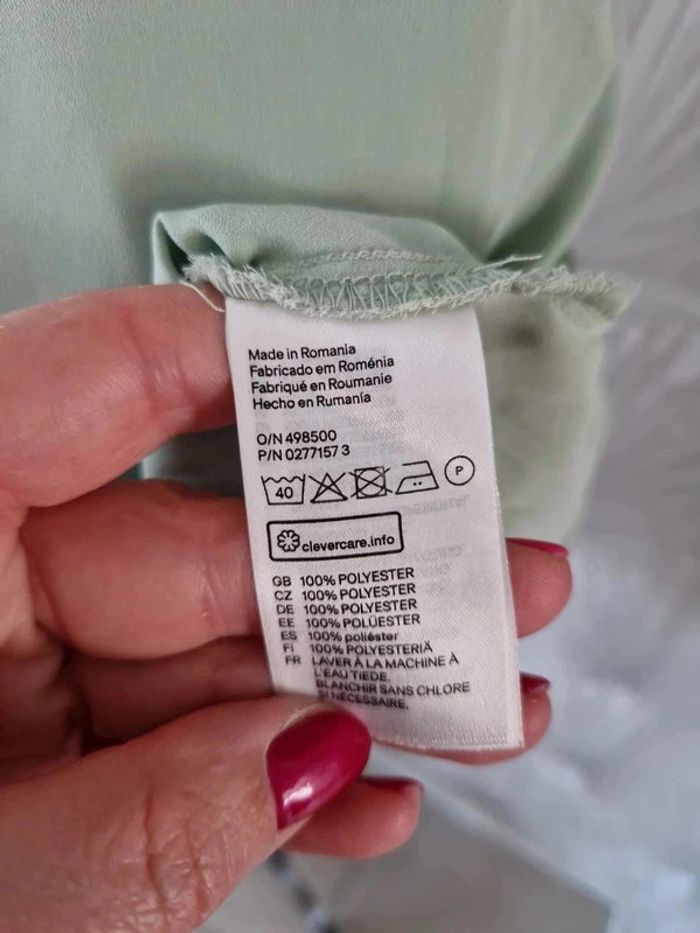 Made in Romania
Fabricado em Roménia
Fabriqué en Roumanie
Hecho en Rumanía
O/N 498500
P/N 0277157 3
40 P
clevercare.info
GB 100% POLYESTER
CZ 100% POLYESTER
DE 100% POLYESTER
EE 100% POLÜESTER
ES 100% poliéster
FI 100% POLYESTERIÄ
FR LAVER À LA MACHINE À
L'EAU TIEDE.
BLANCHIR SANS CHLORE
SI NÉCESSAIRE.